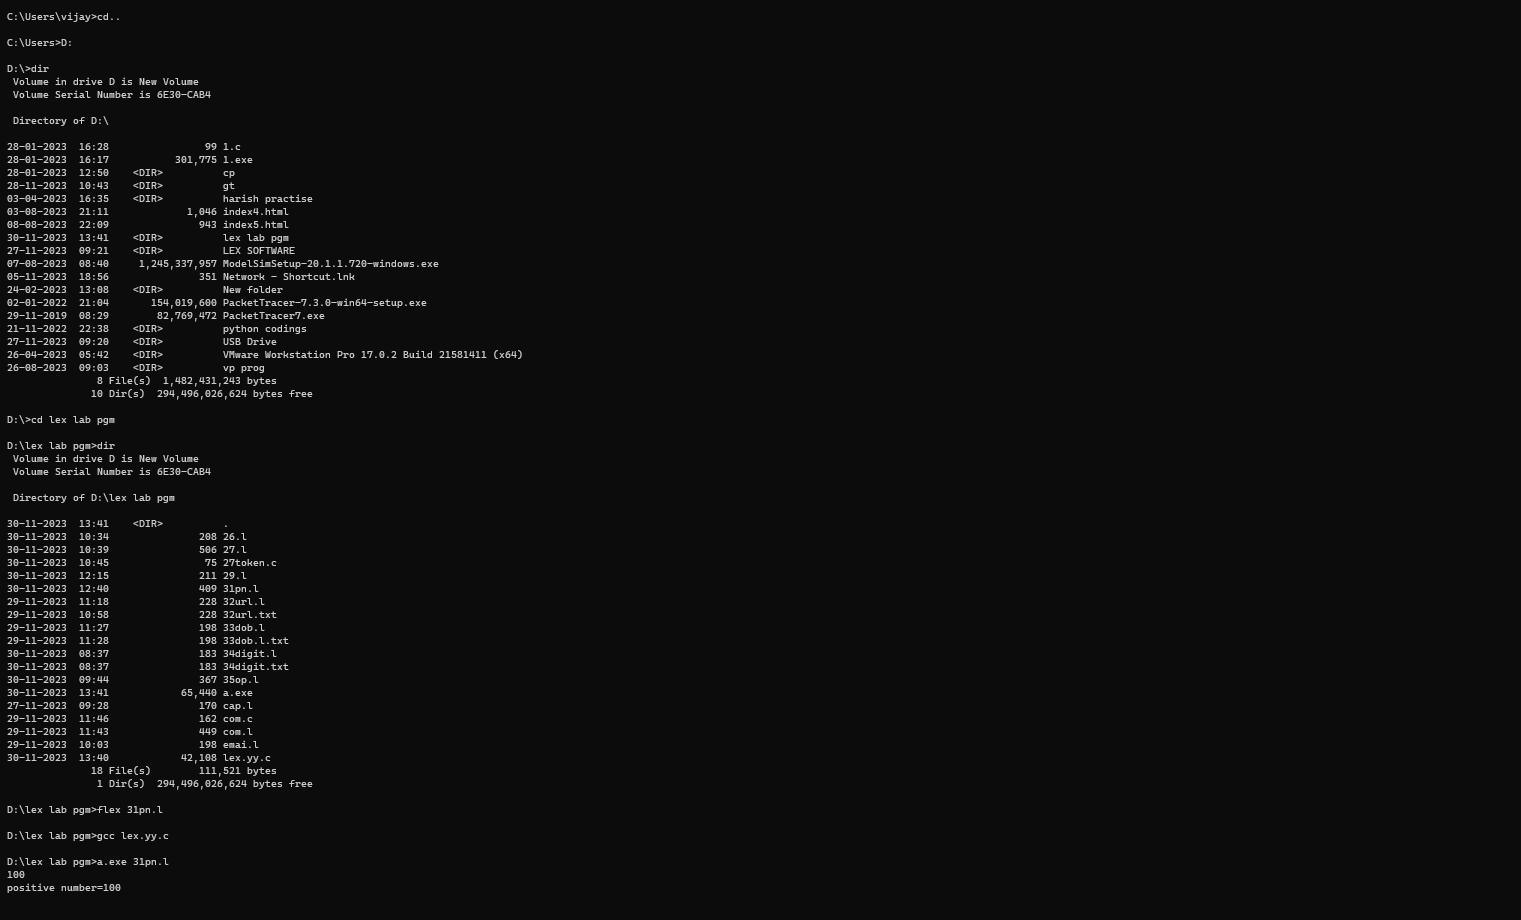 C:\Users\vijay>cd..
C:\Users>D:
D:\>dir
 Volume in drive D is New Volume
 Volume Serial Number is 6E30-CAB4
 Directory of D:\
28-01-2023  16:28                99 1.c
28-01-2023  16:17           301,775 1.exe
28-01-2023  12:50    <DIR>          cp
28-11-2023  10:43    <DIR>          gt
03-04-2023  16:35    <DIR>          harish practise
03-08-2023  21:11             1,046 index4.html
08-08-2023  22:09               943 index5.html
30-11-2023  13:41    <DIR>          lex lab pgm
27-11-2023  09:21    <DIR>          LEX SOFTWARE
07-08-2023  08:40     1,245,337,957 ModelSimSetup-20.1.1.720-windows.exe
05-11-2023  18:56               351 Network - Shortcut.lnk
24-02-2023  13:08    <DIR>          New folder
02-01-2022  21:04       154,019,600 PacketTracer-7.3.0-win64-setup.exe
29-11-2019  08:29        82,769,472 PacketTracer7.exe
21-11-2022  22:38    <DIR>          python codings
27-11-2023  09:20    <DIR>          USB Drive
26-04-2023  05:42    <DIR>          VMware Workstation Pro 17.0.2 Build 21581411 (x64)
26-08-2023  09:03    <DIR>          vp prog
               8 File(s)  1,482,431,243 bytes
              10 Dir(s)  294,496,026,624 bytes free
D:\>cd lex lab pgm
D:\lex lab pgm>dir
 Volume in drive D is New Volume
 Volume Serial Number is 6E30-CAB4
 Directory of D:\lex lab pgm
30-11-2023  13:41    <DIR>          .
30-11-2023  10:34               208 26.l
30-11-2023  10:39               506 27.l
30-11-2023  10:45                75 27token.c
30-11-2023  12:15               211 29.l
30-11-2023  12:40               409 31pn.l
29-11-2023  11:18               228 32url.l
29-11-2023  10:58               228 32url.txt
29-11-2023  11:27               198 33dob.l
29-11-2023  11:28               198 33dob.l.txt
30-11-2023  08:37               183 34digit.l
30-11-2023  08:37               183 34digit.txt
30-11-2023  09:44               367 35op.l
30-11-2023  13:41            65,440 a.exe
27-11-2023  09:28               170 cap.l
29-11-2023  11:46               162 com.c
29-11-2023  11:43               449 com.l
29-11-2023  10:03               198 emai.l
30-11-2023  13:40            42,108 lex.yy.c
              18 File(s)        111,521 bytes
               1 Dir(s)  294,496,026,624 bytes free
D:\lex lab pgm>flex 31pn.l
D:\lex lab pgm>gcc lex.yy.c
D:\lex lab pgm>a.exe 31pn.l
100
positive number=100